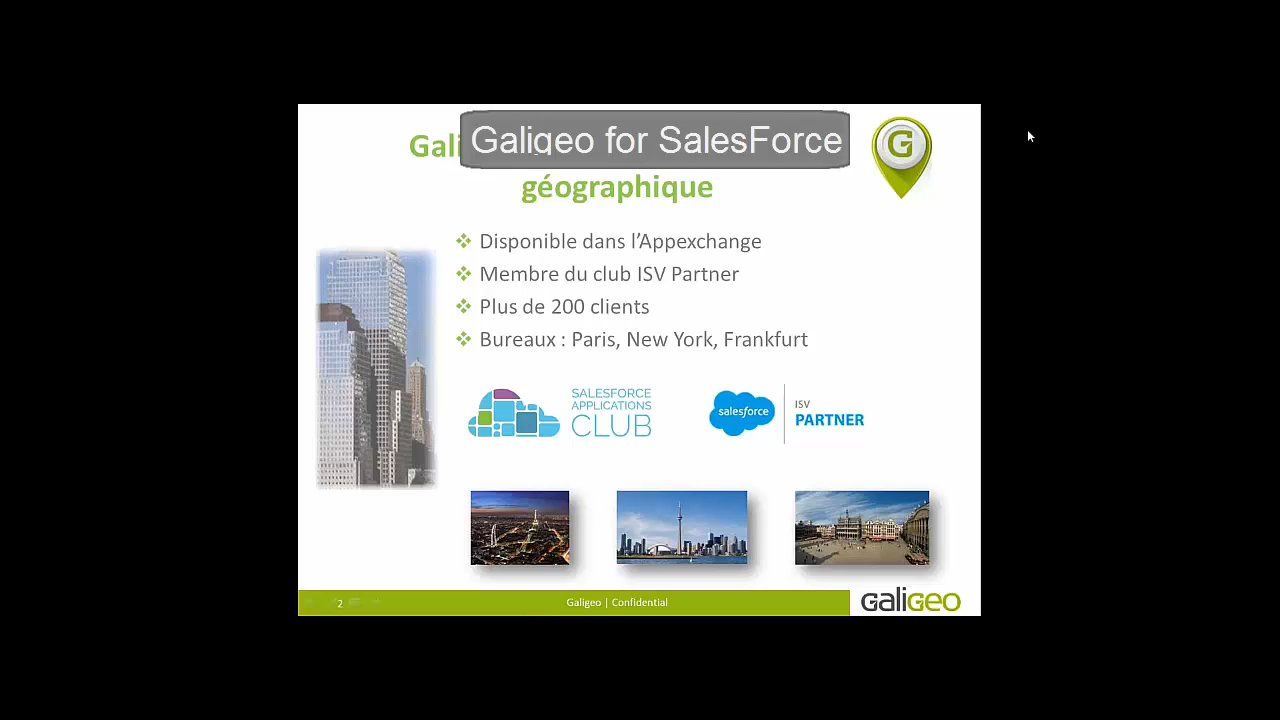 Galigeo for SalesForce
géographique
Disponible dans l'Appexchange
Membre du club ISV Partner
Plus de 200 clients
Bureaux : Paris, New York, Frankfurt
SALESFORCE
APPLICATIONS
CLUB
salesforce
ISV
PARTNER
2
Galigeo | Confidential
GaliGEO
G